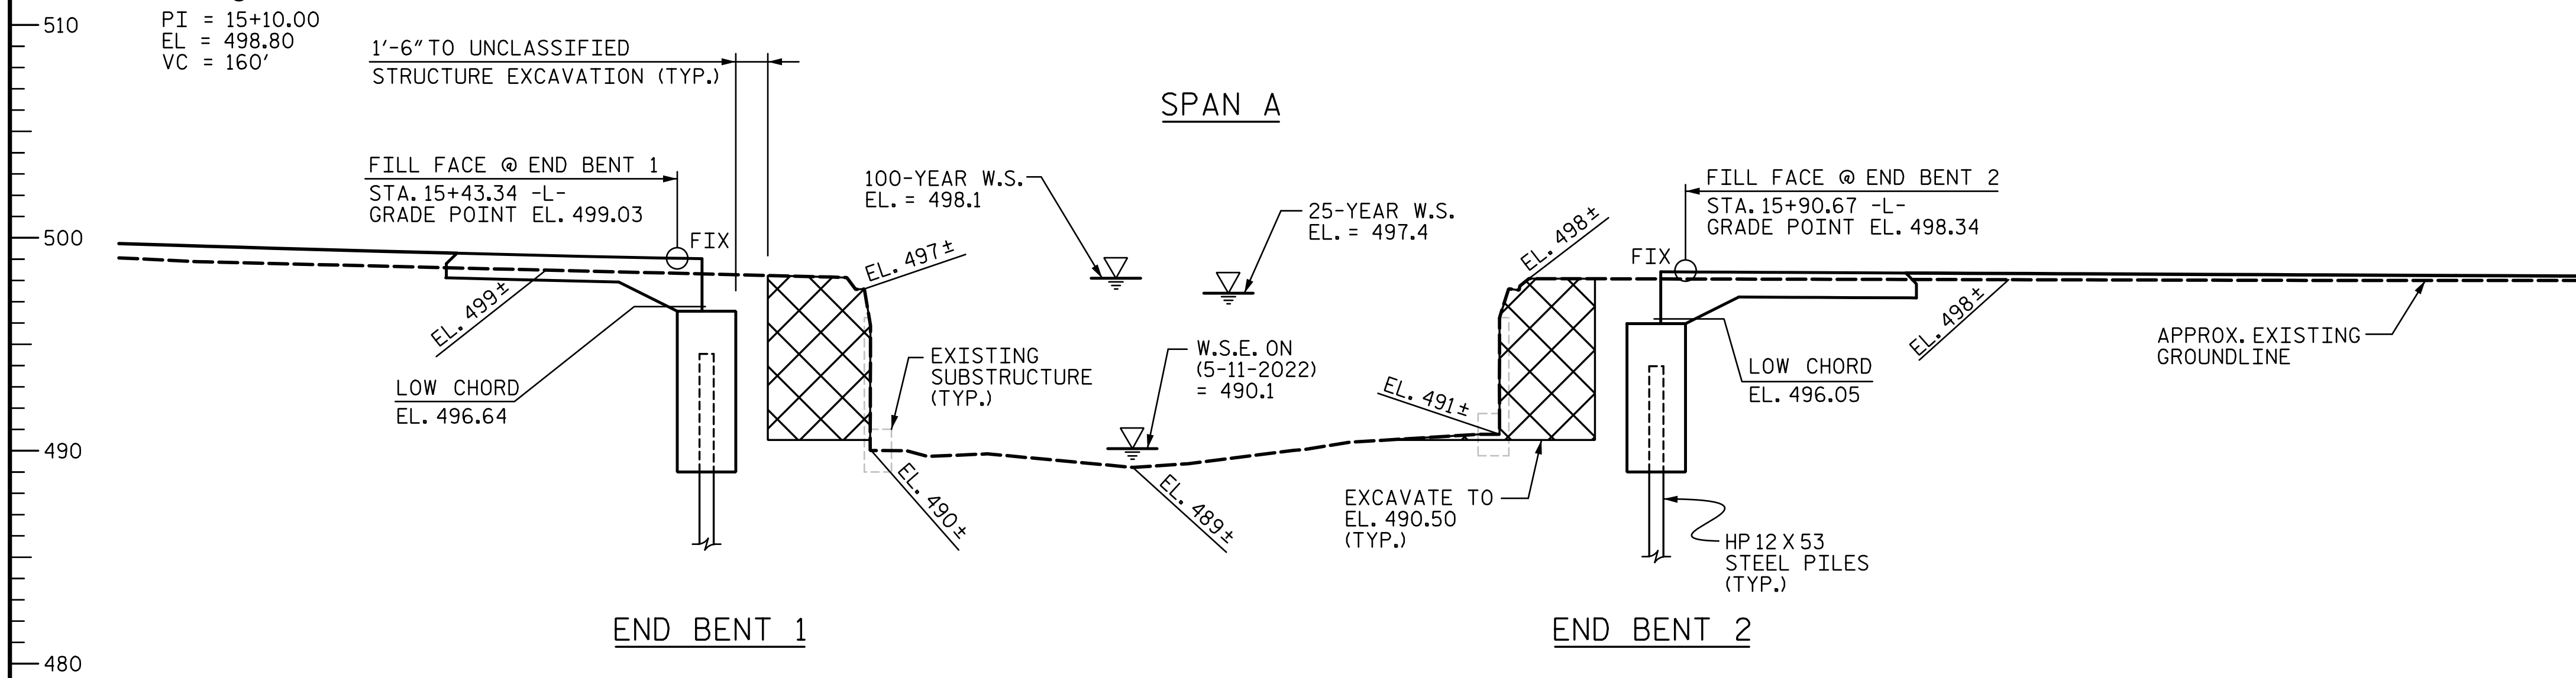 510
PI = 15+10.00
EL = 498.80
VC = 160'
1'-6" TO UNCLASSIFIED
STRUCTURE EXCAVATION (TYP.)
SPAN A
FILL FACE @ END BENT 1
STA. 15+43.34 -L-
GRADE POINT EL. 499.03
FIX
100-YEAR W.S.
EL. = 498.1
25-YEAR W.S.
EL. = 497.4
FILL FACE @ END BENT 2
STA. 15+90.67 -L-
GRADE POINT EL. 498.34
FIX
500
EL. 497±
EL. 498±
EL. 499±
EL. 498±
LOW CHORD
EL. 496.64
EXISTING
SUBSTRUCTURE
(TYP.)
W.S.E. ON
(5-11-2022)
= 490.1
EL. 491±
LOW CHORD
EL. 496.05
APPROX. EXISTING
GROUNDLINE
490
EL. 490±
EL. 489±
EXCAVATE TO
EL. 490.50
(TYP.)
HP 12 X 53
STEEL PILES
(TYP.)
END BENT 1
END BENT 2
480